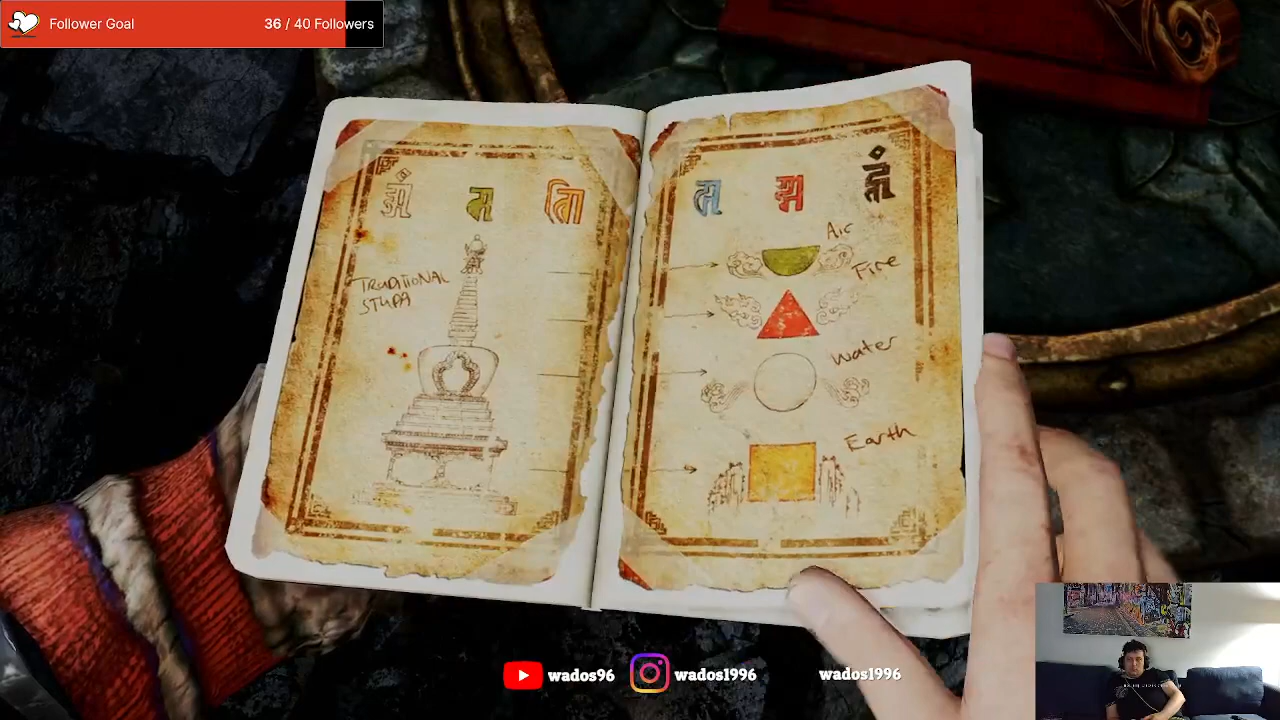 Follower Goal
36 / 40 Followers
TRADITIONAL
STUPA
Air
Fire
Water
Earth
wados96
wados1996
wados1996